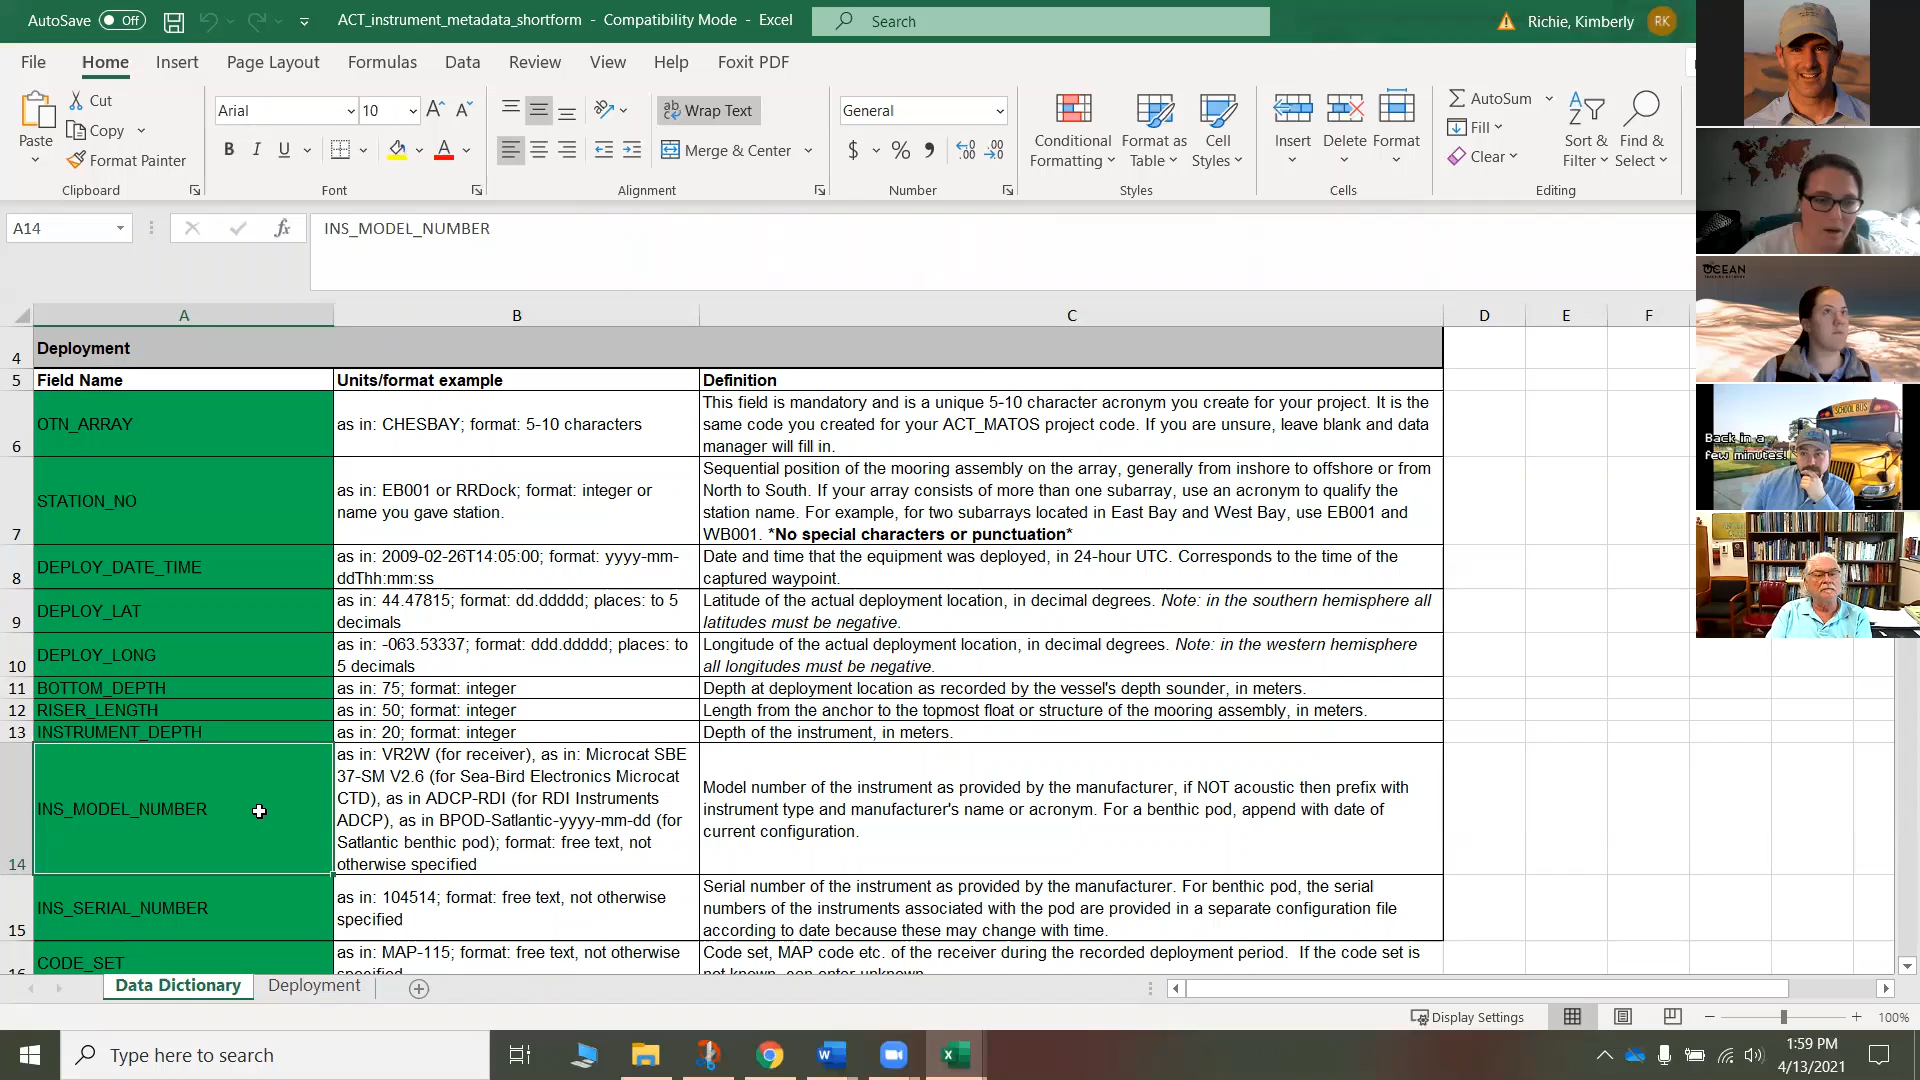 AutoSave Off ACT_instrument_metadata_shortform - Compatibility Mode - Excel Search Richie, Kimberly RK
File Home Insert Page Layout Formulas Data Review View Help Foxit PDF
Paste Cut Copy Format Painter Clipboard
Arial 10 B I U A Font
Wrap Text Merge & Center Alignment
General $ % Number
Conditional Formatting Format as Table Cell Styles Styles
Insert Delete Format Cells
AutoSum Fill Clear Sort & Filter Find & Select Editing
A14 fx INS_MODEL_NUMBER
A B C D E F
4 Deployment
5 Field Name Units/format example Definition
6 OTN_ARRAY as in: CHESBAY; format: 5-10 characters
This field is mandatory and is a unique 5-10 character acronym you create for your project. It is the
same code you created for your ACT_MATOS project code. If you are unsure, leave blank and data
manager will fill in.
7 STATION_NO
as in: EB001 or RRDock; format: integer or
name you gave station.
Sequential position of the mooring assembly on the array, generally from inshore to offshore or from
North to South. If your array consists of more than one subarray, use an acronym to qualify the
station name. For example, for two subarrays located in East Bay and West Bay, use EB001 and
WB001. *No special characters or punctuation*
8 DEPLOY_DATE_TIME
as in: 2009-02-26T14:05:00; format: yyyy-mm-
ddThh:mm:ss
Date and time that the equipment was deployed, in 24-hour UTC. Corresponds to the time of the
captured waypoint.
9 DEPLOY_LAT
as in: 44.47815; format: dd.ddddd; places: to 5
decimals
Latitude of the actual deployment location, in decimal degrees. Note: in the southern hemisphere all
latitudes must be negative.
10 DEPLOY_LONG
as in: -063.53337; format: ddd.ddddd; places: to
5 decimals
Longitude of the actual deployment location, in decimal degrees. Note: in the western hemisphere
all longitudes must be negative.
11 BOTTOM_DEPTH as in: 75; format: integer Depth at deployment location as recorded by the vessel's depth sounder, in meters.
12 RISER_LENGTH as in: 50; format: integer Length from the anchor to the topmost float or structure of the mooring assembly, in meters.
13 INSTRUMENT_DEPTH as in: 20; format: integer Depth of the instrument, in meters.
14 INS_MODEL_NUMBER
as in: VR2W (for receiver), as in: Microcat SBE
37-SM V2.6 (for Sea-Bird Electronics Microcat
CTD), as in ADCP-RDI (for RDI Instruments
ADCP), as in BPOD-Satlantic-yyyy-mm-dd (for
Satlantic benthic pod); format: free text, not
otherwise specified
Model number of the instrument as provided by the manufacturer, if NOT acoustic then prefix with
instrument type and manufacturer's name or acronym. For a benthic pod, append with date of
current configuration.
15 INS_SERIAL_NUMBER
as in: 104514; format: free text, not otherwise
specified
Serial number of the instrument as provided by the manufacturer. For benthic pod, the serial
numbers of the instruments associated with the pod are provided in a separate configuration file
according to date because these may change with time.
16 CODE_SET
as in: MAP-115; format: free text, not otherwise
specified
Code set, MAP code etc. of the receiver during the recorded deployment period. If the code set is
not known, can enter unknown
Data Dictionary Deployment
Display Settings 100%
Type here to search
1:59 PM
4/13/2021
OCEAN
Back in a
few minutes!
SCHOOL BUS